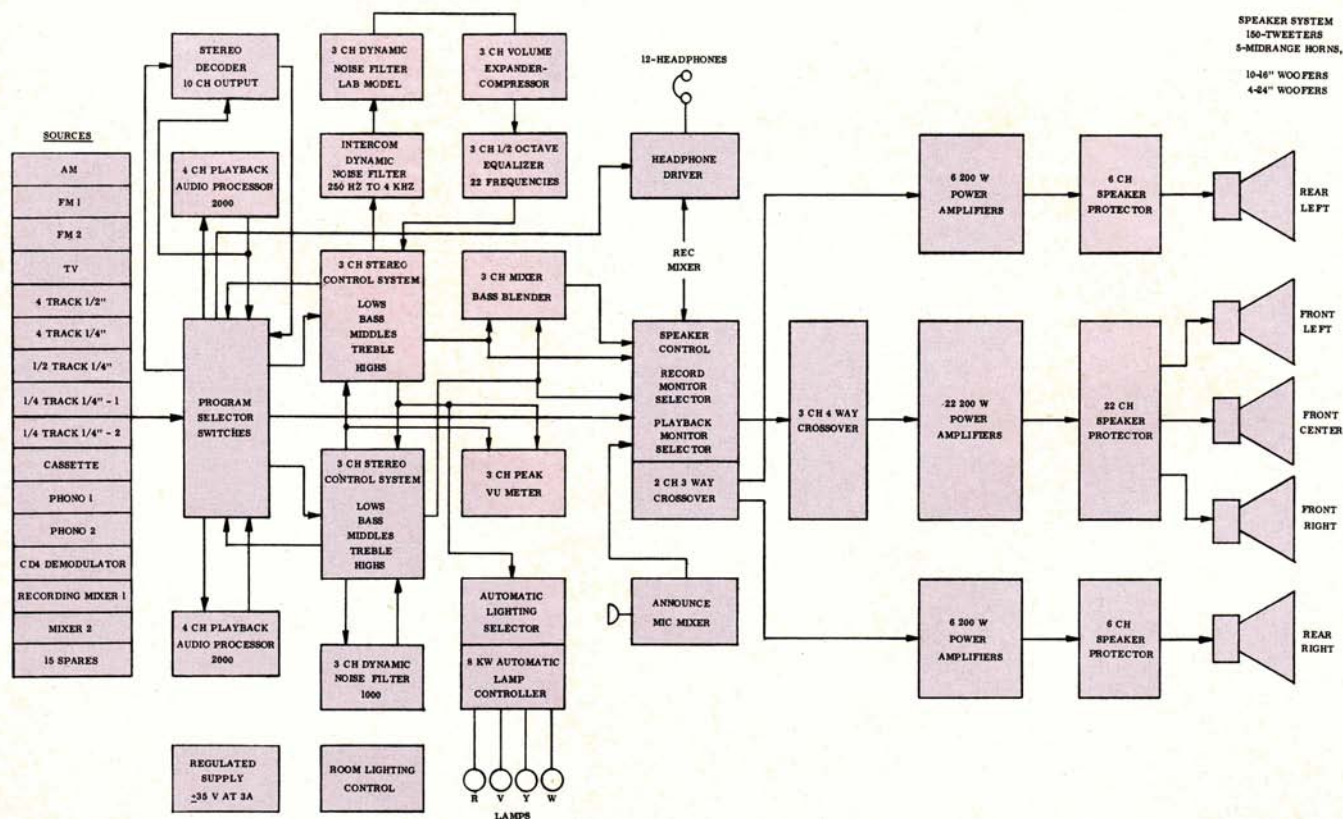 SPEAKER SYSTEM
150-TWEETERS
5-MIDRANGE HORNS,
10-16" WOOFERS
4-24" WOOFERS
SOURCES
AM
FM 1
FM 2
TV
4 TRACK 1/2"
4 TRACK 1/4"
1/2 TRACK 1/4"
1/4 TRACK 1/4" - 1
1/4 TRACK 1/4" - 2
CASSETTE
PHONO 1
PHONO 2
CD4 DEMODULATOR
RECORDING MIXER 1
MIXER 2
15 SPARES
STEREO
DECODER
10 CH OUTPUT
4 CH PLAYBACK
AUDIO PROCESSOR
2000
PROGRAM
SELECTOR
SWITCHES
4 CH PLAYBACK
AUDIO PROCESSOR
2000
REGULATED
SUPPLY
±35 V AT 3A
3 CH DYNAMIC
NOISE FILTER
LAB MODEL
INTERCOM
DYNAMIC
NOISE FILTER
250 HZ TO 4 KHZ
3 CH STEREO
CONTROL SYSTEM
LOWS
BASS
MIDDLES
TREBLE
HIGHS
3 CH STEREO
CONTROL SYSTEM
LOWS
BASS
MIDDLES
TREBLE
HIGHS
3 CH DYNAMIC
NOISE FILTER
1000
ROOM LIGHTING
CONTROL
3 CH VOLUME
EXPANDER-
COMPRESSOR
3 CH 1/2 OCTAVE
EQUALIZER
22 FREQUENCIES
3 CH MIXER
BASS BLENDER
3 CH PEAK
VU METER
AUTOMATIC
LIGHTING
SELECTOR
8 KW AUTOMATIC
LAMP
CONTROLLER
R V Y W
LAMPS
12-HEADPHONES
HEADPHONE
DRIVER
REC
MIXER
SPEAKER
CONTROL
RECORD
MONITOR
SELECTOR
PLAYBACK
MONITOR
SELECTOR
2 CH 3 WAY
CROSSOVER
ANNOUNCE
MIC MIXER
3 CH 4 WAY
CROSSOVER
6 200 W
POWER
AMPLIFIERS
6 CH
SPEAKER
PROTECTOR
REAR
LEFT
22 200 W
POWER
AMPLIFIERS
22 CH
SPEAKER
PROTECTOR
FRONT
LEFT
FRONT
CENTER
FRONT
RIGHT
6 200 W
POWER
AMPLIFIERS
6 CH
SPEAKER
PROTECTOR
REAR
RIGHT